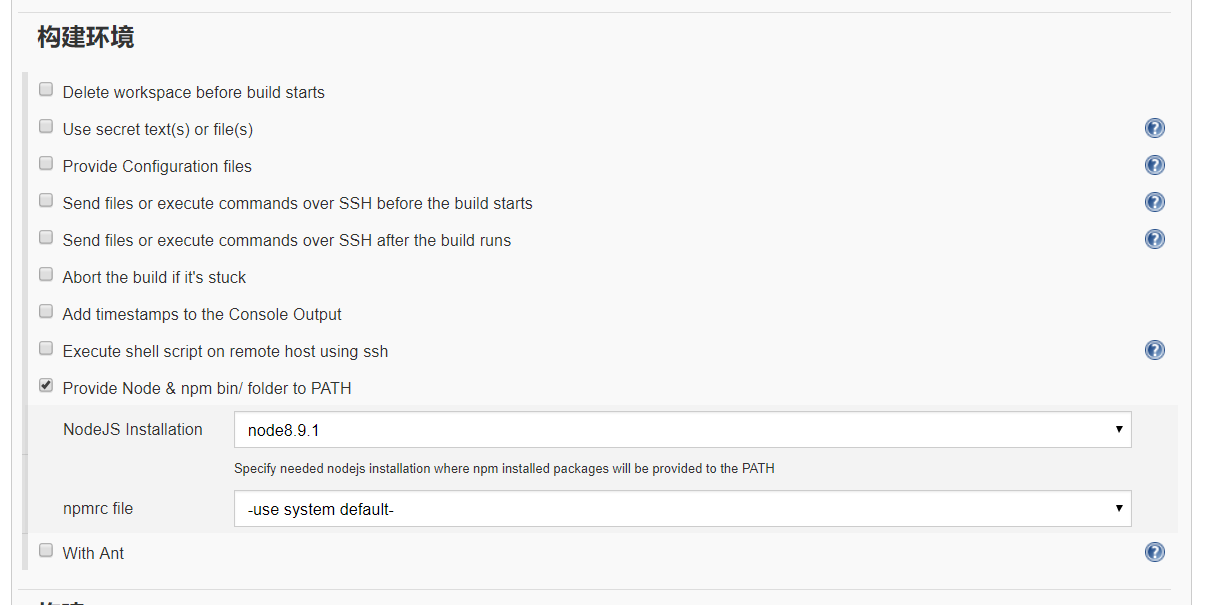 构建环境
Delete workspace before build starts
Use secret text(s) or file(s)
Provide Configuration files
Send files or execute commands over SSH before the build starts
Send files or execute commands over SSH after the build runs
Abort the build if it's stuck
Add timestamps to the Console Output
Execute shell script on remote host using ssh
Provide Node & npm bin/ folder to PATH
NodeJS Installation node8.9.1
Specify needed nodejs installation where npm installed packages will be provided to the PATH
npmrc file -use system default-
With Ant